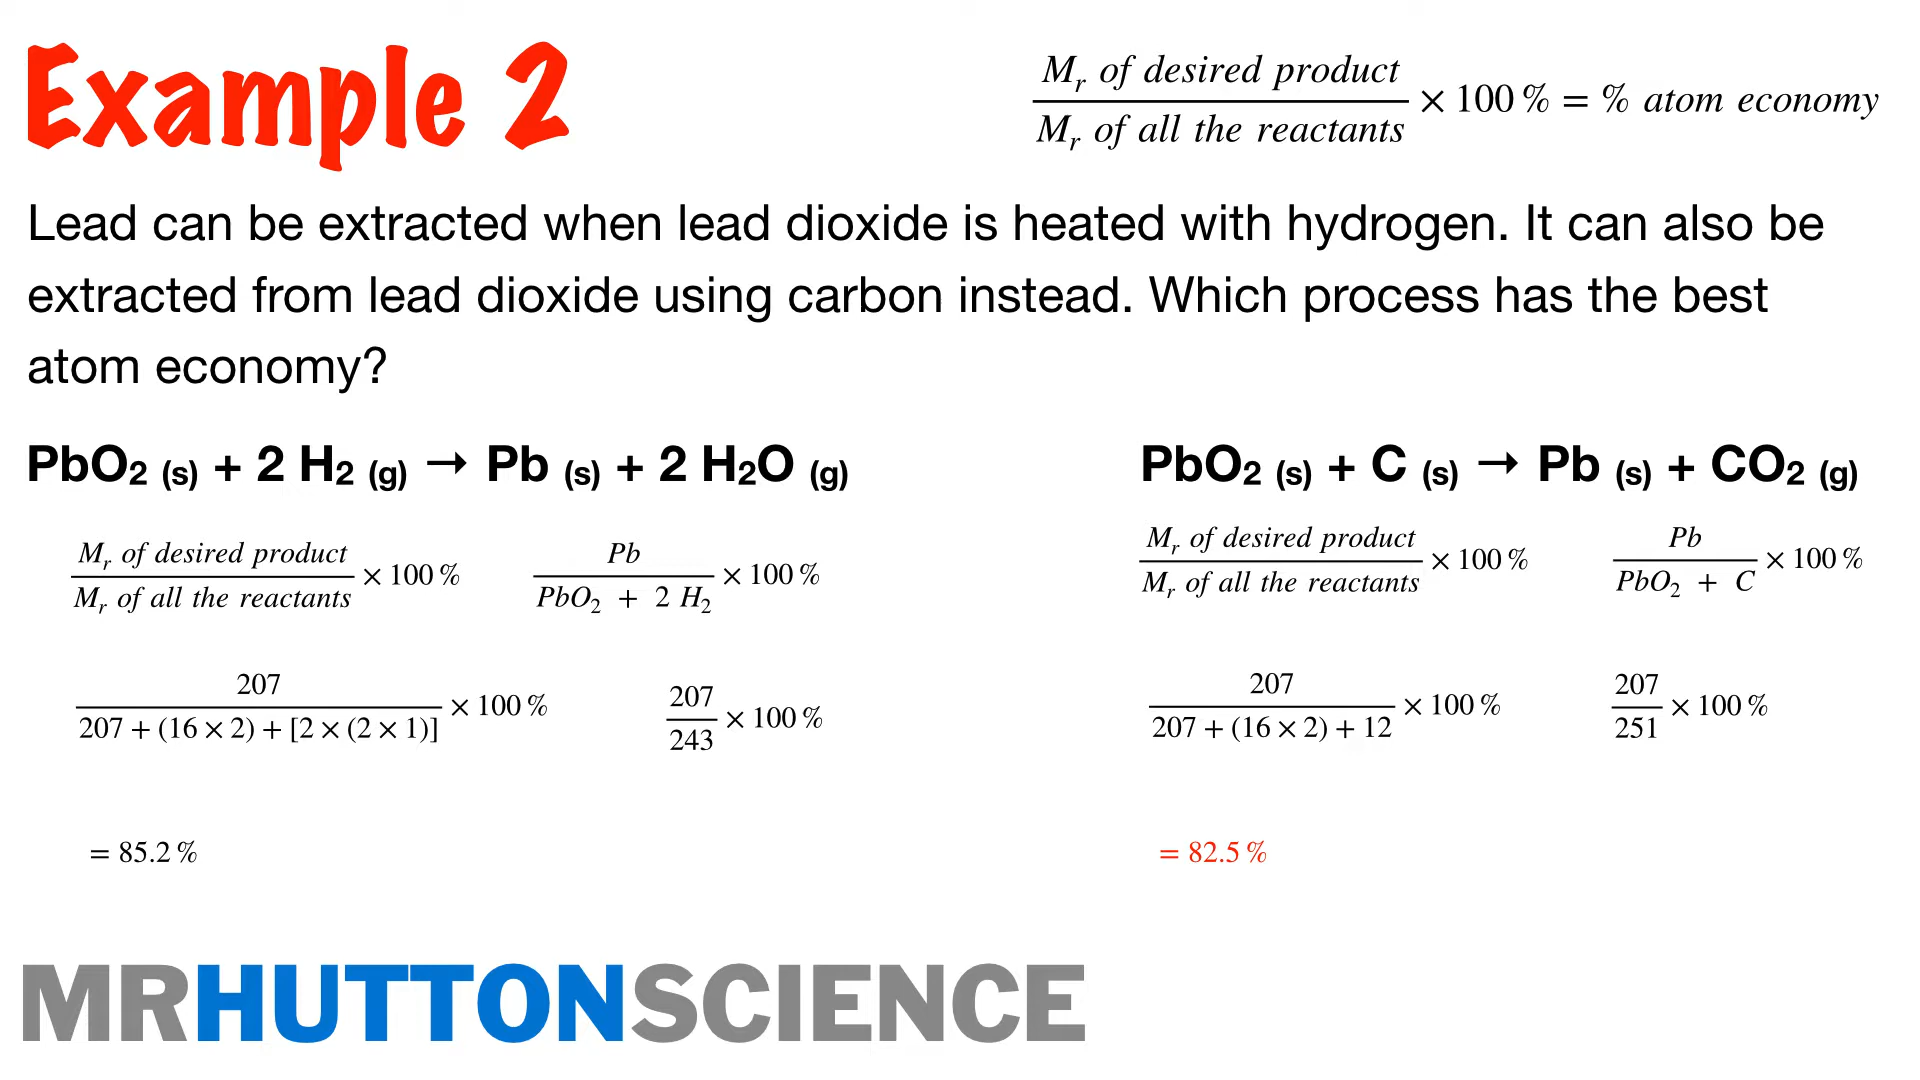 Example 2
Mr of desired product
Mr of all the reactants
× 100 % = % atom economy
Lead can be extracted when lead dioxide is heated with hydrogen. It can also be
extracted from lead dioxide using carbon instead. Which process has the best
atom economy?
PbO2 (s) + 2 H2 (g) → Pb (s) + 2 H2O (g)
Mr of desired product
Mr of all the reactants
× 100 %
Pb
PbO2 + 2 H2
× 100 %
207
207 + (16 × 2) + [2 × (2 × 1)]
× 100 %
207
243
× 100 %
= 85.2 %
PbO2 (s) + C (s) → Pb (s) + CO2 (g)
Mr of desired product
Mr of all the reactants
× 100 %
Pb
PbO2 + C
× 100 %
207
207 + (16 × 2) + 12
× 100 %
207
251
× 100 %
= 82.5 %
MRHUTTONSCIENCE